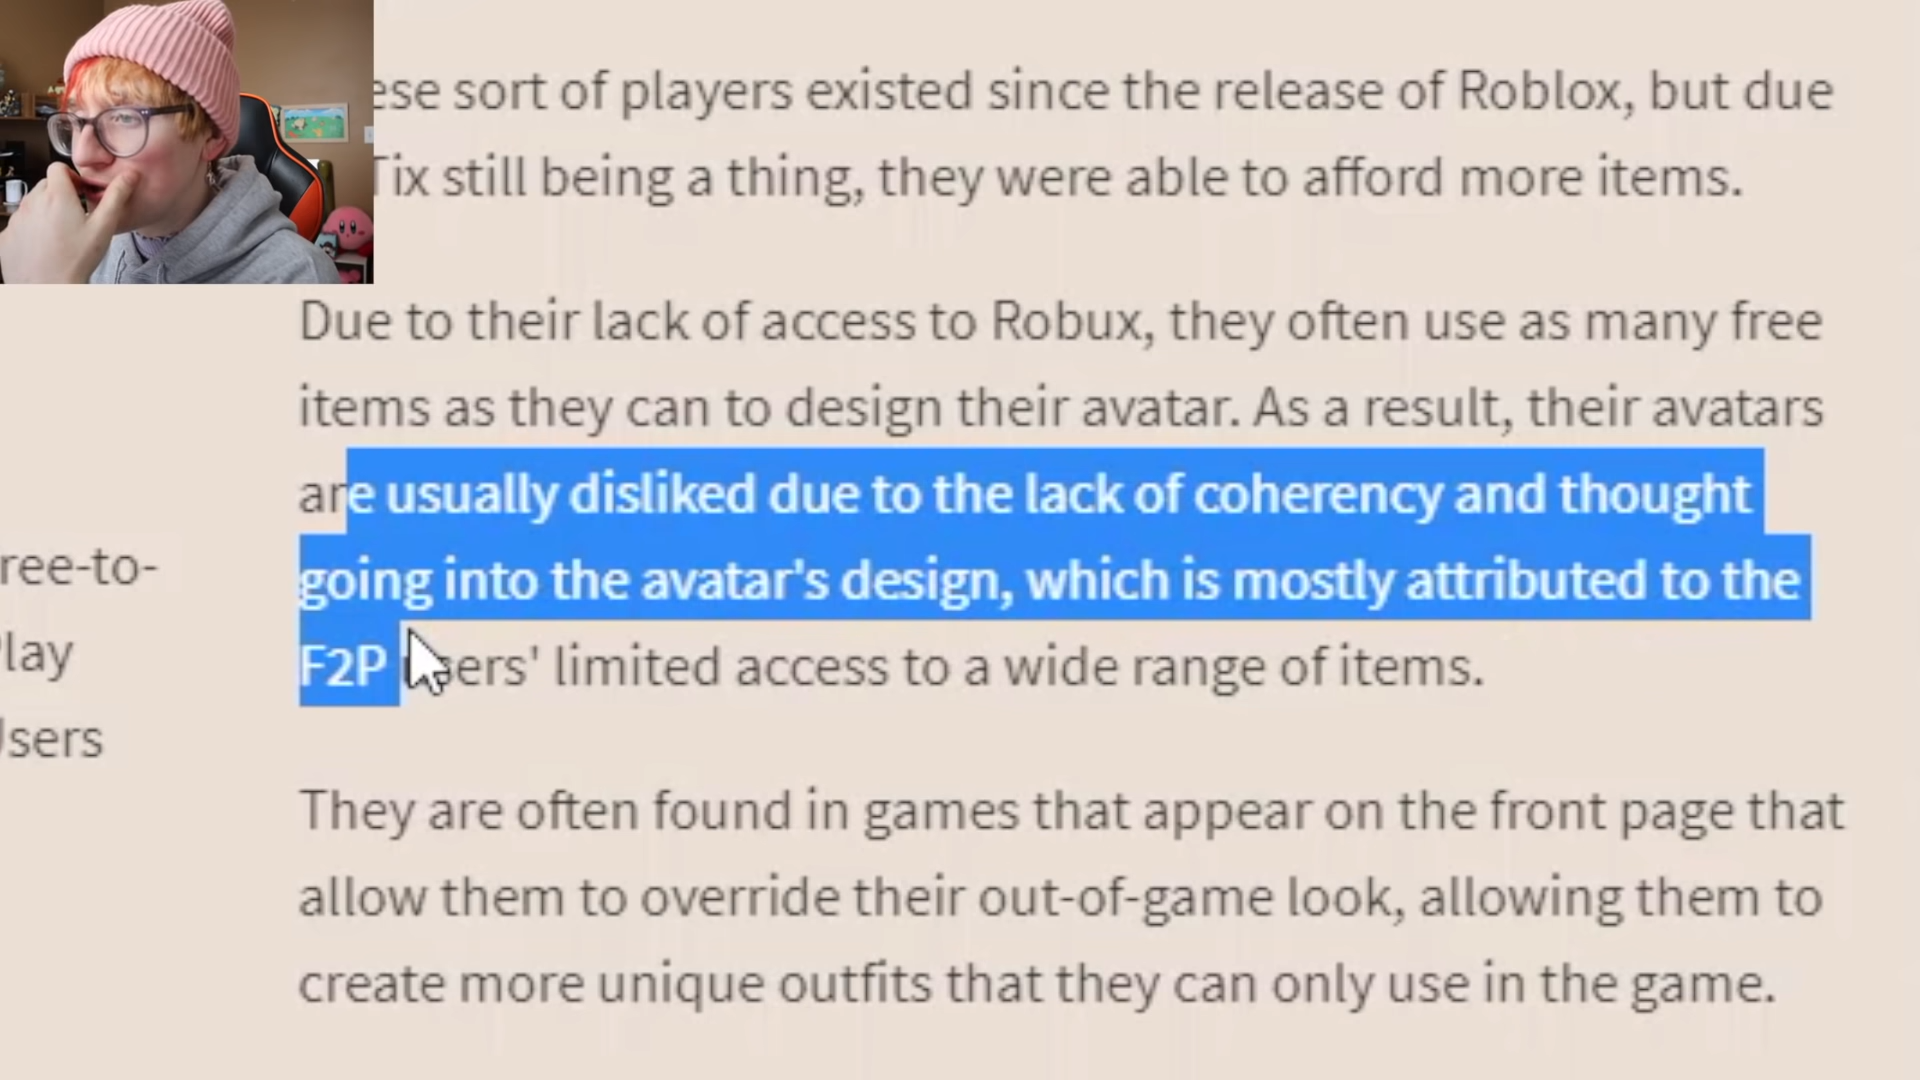 ese sort of players existed since the release of Roblox, but due
Tix still being a thing, they were able to afford more items.
Due to their lack of access to Robux, they often use as many free
items as they can to design their avatar. As a result, their avatars
are usually disliked due to the lack of coherency and thought
going into the avatar's design, which is mostly attributed to the
F2P users' limited access to a wide range of items.
They are often found in games that appear on the front page that
allow them to override their out-of-game look, allowing them to
create more unique outfits that they can only use in the game.
ree-to-
Play
Users